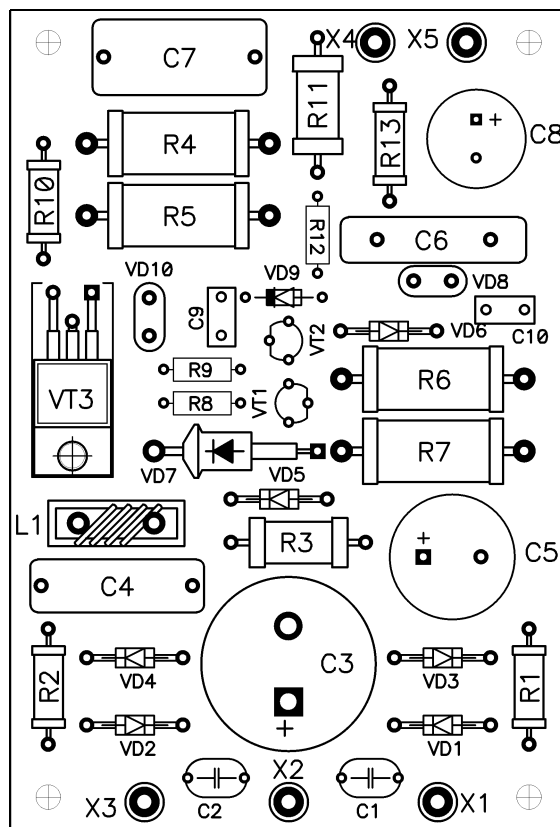 X4 X5
C7
R11
R4
R13
+
C8
R10
R5
R12
C6
VD10
VD9
VD8
C9
VT2
VD6
C10
R9
VT3
R6
R8
VT1
R7
VD7
VD5
L1
R3
+
C5
C4
C3
R2
VD4
VD3
R1
+
VD2
VD1
X2
X3
C2
C1
X1